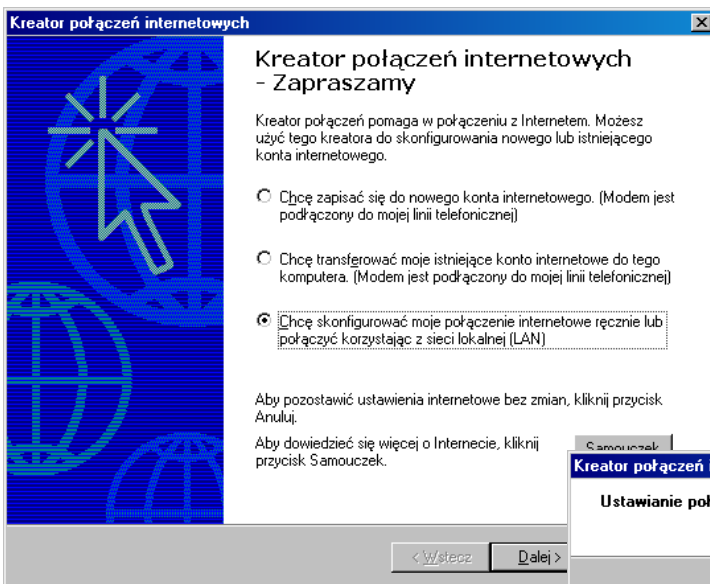 Kreator połączeń internetowych
Kreator połączeń internetowych
- Zapraszamy
Kreator połączeń pomaga w połączeniu z Internetem. Możesz
użyć tego kreatora do skonfigurowania nowego lub istniejącego
konta internetowego.
Chcę zapisać się do nowego konta internetowego. (Modem jest
podłączony do mojej linii telefonicznej)
Chcę transferować moje istniejące konto internetowe do tego
komputera. (Modem jest podłączony do mojej linii telefonicznej)
Chcę skonfigurować moje połączenie internetowe ręcznie lub
połączyć korzystając z sieci lokalnej (LAN)
Aby pozostawić ustawienia internetowe bez zmian, kliknij przycisk
Anuluj.
Aby dowiedzieć się więcej o Internecie, kliknij
przycisk Samouczek.
Samouczek
Kreator połączeń
Ustawianie
< Wstecz
Dalej >